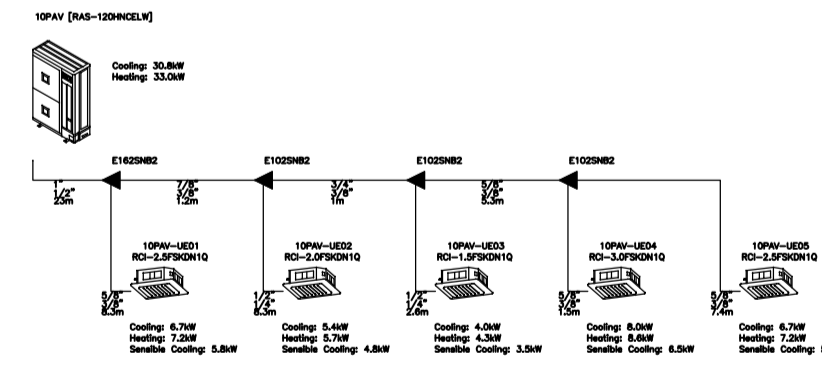 10PAV [RAS-120HNCELW]
Cooling: 30.8kW
Heating: 33.0kW
E162SNB2
E102SNB2
E102SNB2
E102SNB2
1"
1/2"
23m
7/8"
3/8"
1.2m
3/4"
3/8"
1m
5/8"
3/8"
5.3m
10PAV-UE01
RCI-2.5FSKDN1Q
5/8"
3/8"
8.3m
Cooling: 6.7kW
Heating: 7.2kW
Sensible Cooling: 5.8kW
10PAV-UE02
RCI-2.0FSKDN1Q
1/2"
1/4"
8.3m
Cooling: 5.4kW
Heating: 5.7kW
Sensible Cooling: 4.8kW
10PAV-UE03
RCI-1.5FSKDN1Q
1/2"
1/4"
2.6m
Cooling: 4.0kW
Heating: 4.3kW
Sensible Cooling: 3.5kW
10PAV-UE04
RCI-3.0FSKDN1Q
5/8"
3/8"
1.5m
Cooling: 8.0kW
Heating: 8.6kW
Sensible Cooling: 6.5kW
10PAV-UE05
RCI-2.5FSKDN1Q
5/8"
3/8"
7.4m
Cooling: 6.7kW
Heating: 7.2kW
Sensible Cooling: